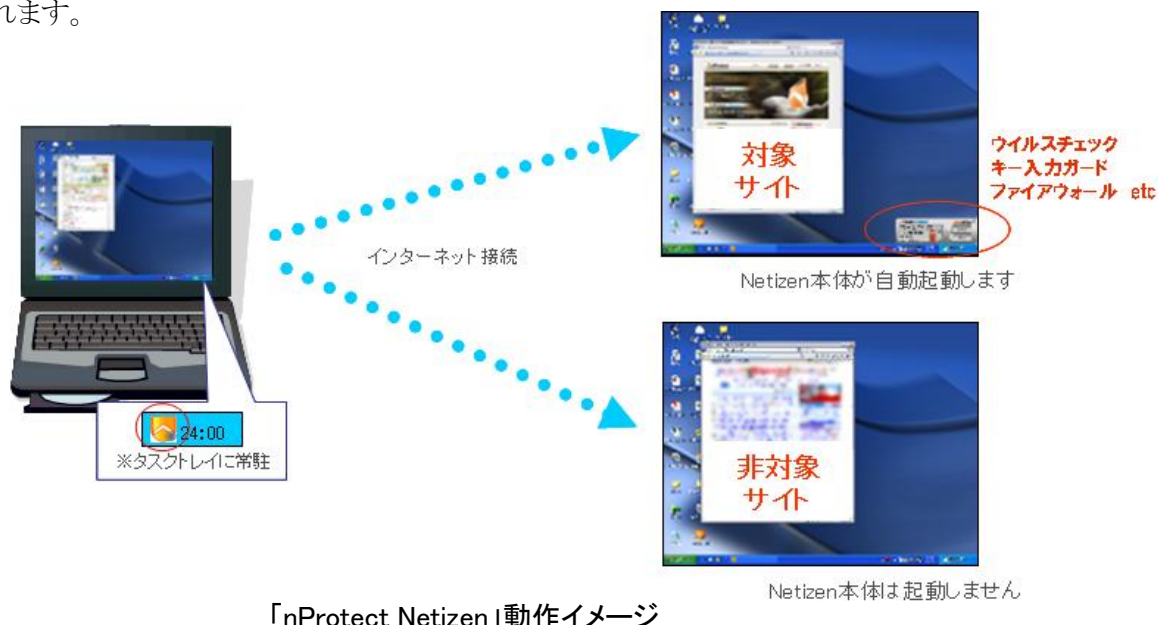 れます。
対象
サイト
ウイルスチェック
キー入力ガード
ファイアウォール etc
インターネット接続
Netizen本体が自動起動します
24:00
※タスクトレイに常駐
非対象
サイト
Netizen本体は起動しません
「nProtect Netizen」動作イメージ